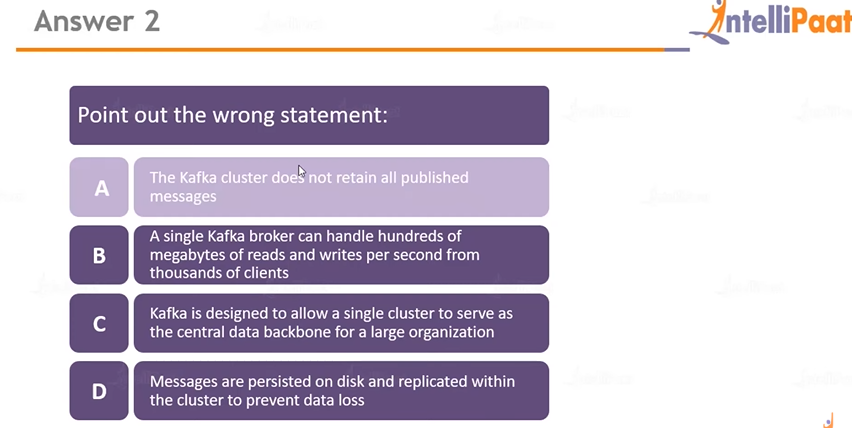 Answer 2
IntelliPaat
Point out the wrong statement:
A
The Kafka cluster does not retain all published
messages
B
A single Kafka broker can handle hundreds of
megabytes of reads and writes per second from
thousands of clients
C
Kafka is designed to allow a single cluster to serve as
the central data backbone for a large organization
D
Messages are persisted on disk and replicated within
the cluster to prevent data loss